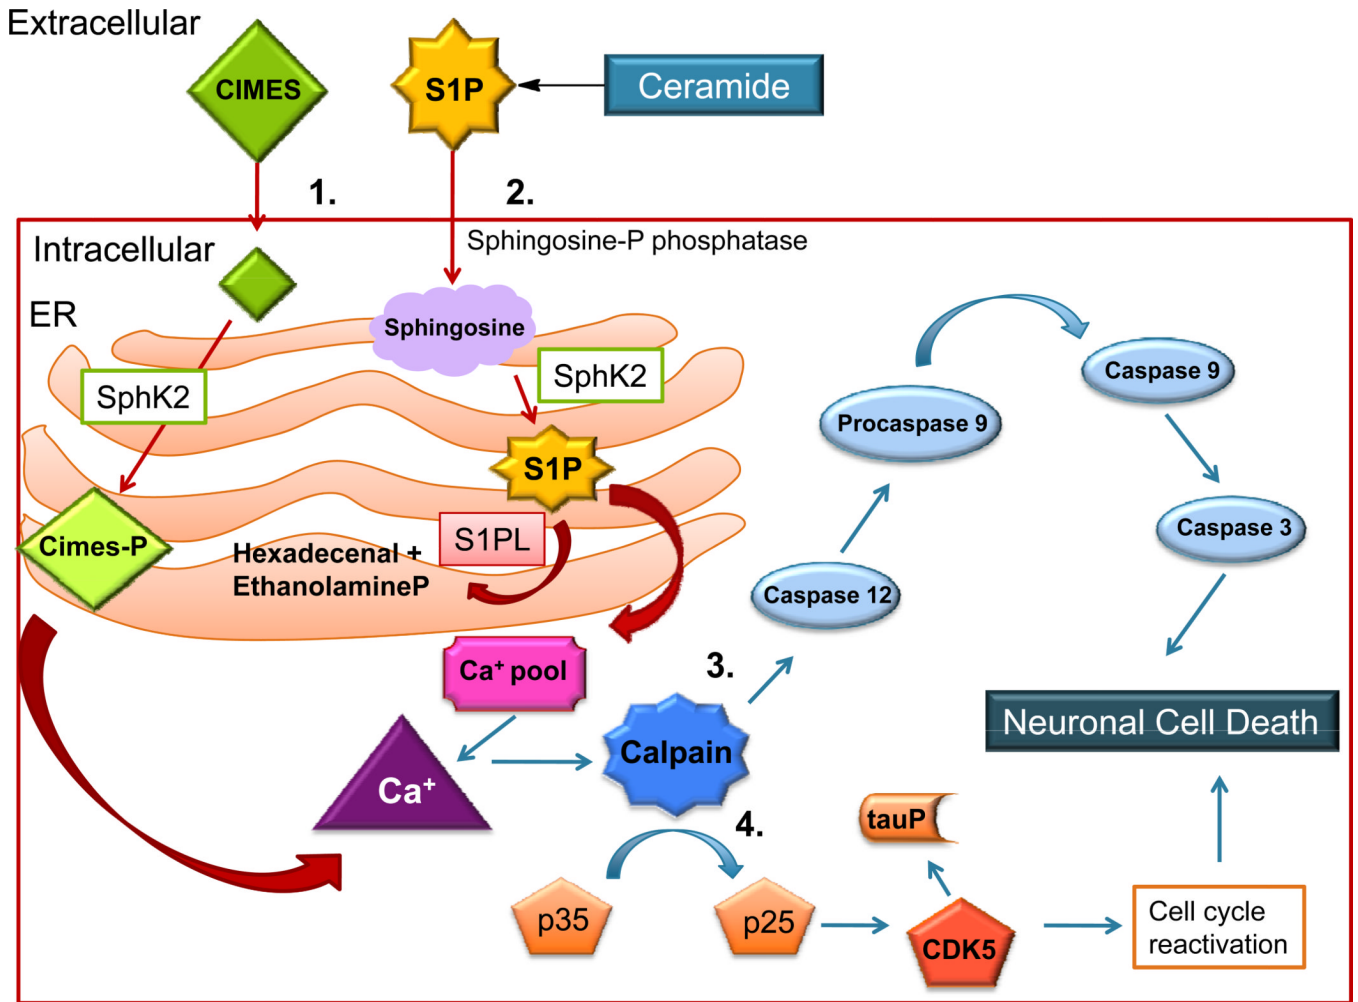 Extracellular
CIMES
S1P
Ceramide
1.
2.
Intracellular
Sphingosine-P phosphatase
ER
Sphingosine
SphK2
SphK2
Caspase 9
Procaspase 9
S1P
Caspase 3
Cimes-P
S1PL
Hexadecenal +
EthanolamineP
Caspase 12
Ca⁺ pool
3.
Neuronal Cell Death
Calpain
Ca⁺
4.
tauP
p35
p25
CDK5
Cell cycle
reactivation